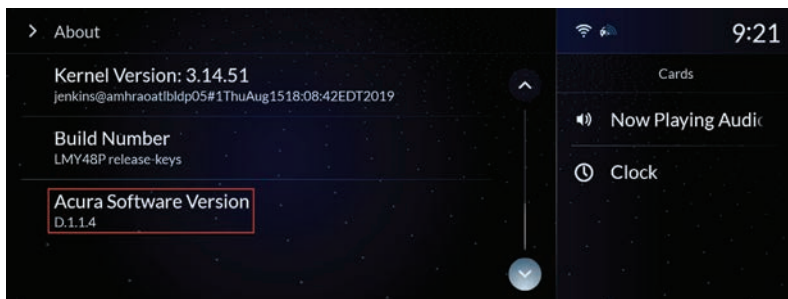 About
9:21
Kernel Version: 3.14.51
jenkins@amhraoatlbldp05#1ThuAug1518:08:42EDT2019
Build Number
LMY48P release-keys
Acura Software Version
D.1.1.4
Cards
Now Playing Audio
Clock